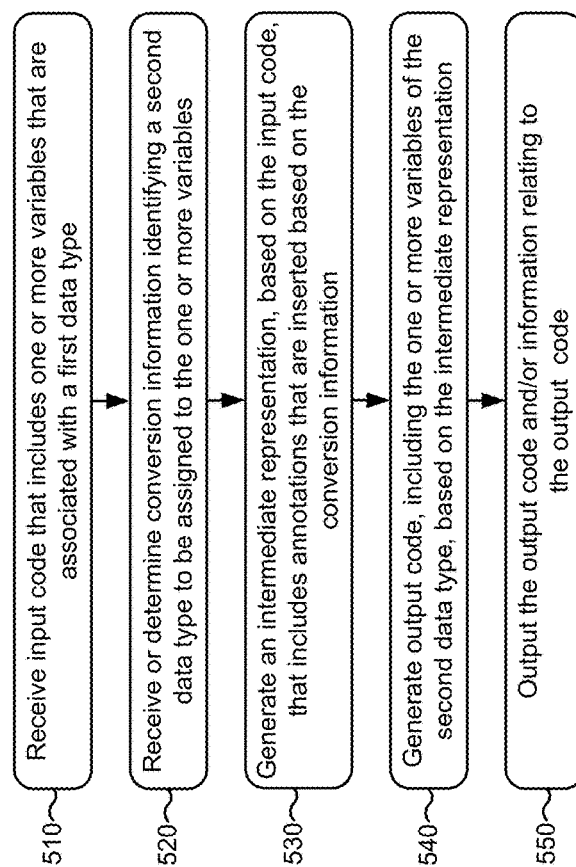 510
Receive input code that includes one or more variables that are
associated with a first data type
520
Receive or determine conversion information identifying a second
data type to be assigned to the one or more variables
530
Generate an intermediate representation, based on the input code,
that includes annotations that are inserted based on the
conversion information
540
Generate output code, including the one or more variables of the
second data type, based on the intermediate representation
550
Output the output code and/or information relating to
the output code